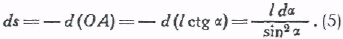 ds = — d (OA) = — d (l ctg α) = l dα / sin² α . (5)